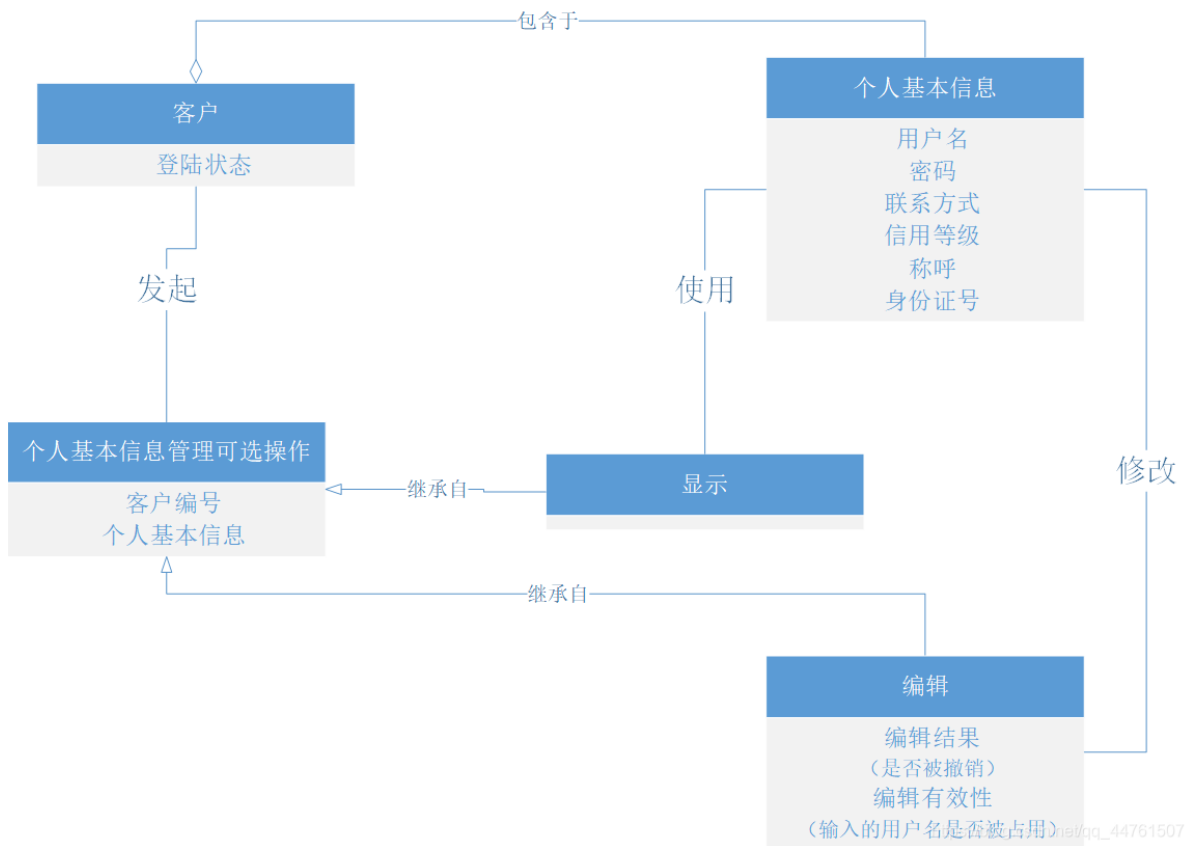 包含于
客户
登陆状态
个人基本信息
用户名
密码
联系方式
信用等级
称呼
身份证号
发起
使用
个人基本信息管理可选操作
客户编号
个人基本信息
继承自
显示
修改
继承自
编辑
编辑结果
（是否被撤销）
编辑有效性
（输入的用户名是否被占用）
net/qq_44761507